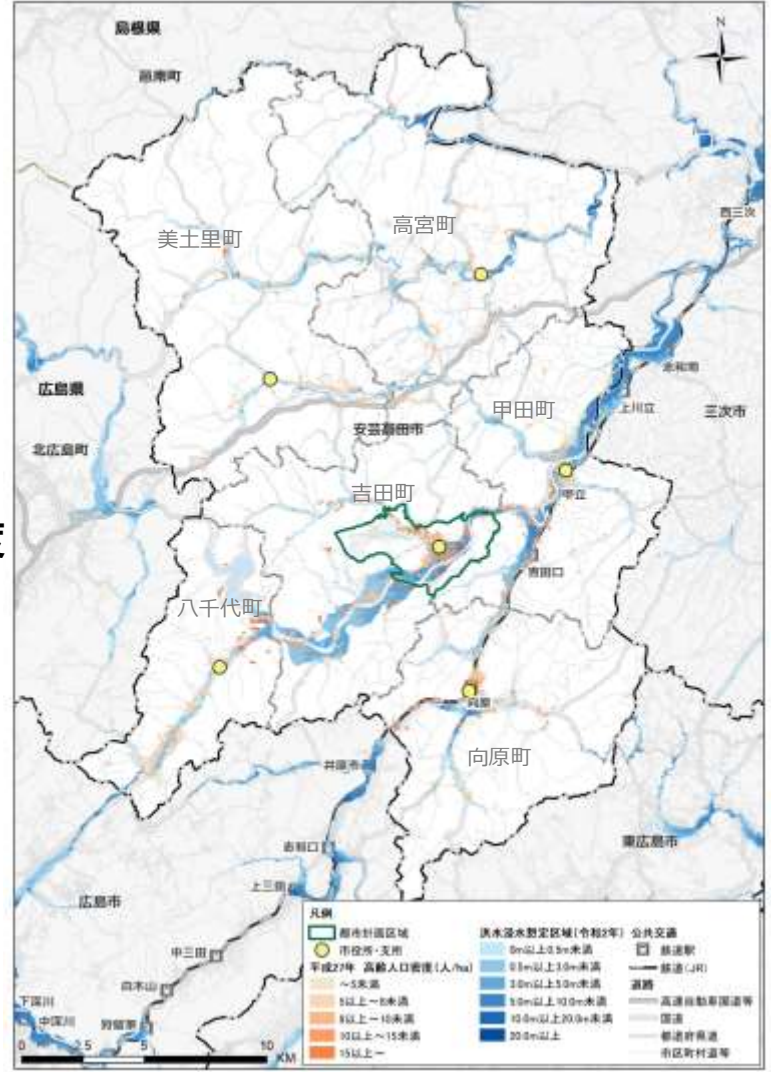 島根県
邑南町
N
西三次
美土里町
高宮町
志和地
広島県
甲田町
上川立
三次市
安芸高田市
北広島町
吉田町
甲立
度
吉田口
八千代町
向原
向原町
井原市
志和口
東広島市
上三田
広島市
中三田
白木山
下深川
中深川
狩留家
0 2.5 5 10
KM
凡例
都市計画区域
市役所・支所
平成27年 高齢人口密度(人/ha)
～5未満
5以上～8未満
8以上～10未満
10以上～15未満
15以上～
洪水浸水想定区域(令和2年)
0m以上0.5m未満
0.5m以上3.0m未満
3.0m以上5.0m未満
5.0m以上10.0m未満
10.0m以上20.0m未満
20.0m以上
公共交通
鉄道駅
鉄道(JR)
道路
高速自動車国道等
国道
都道府県道
市区町村道等